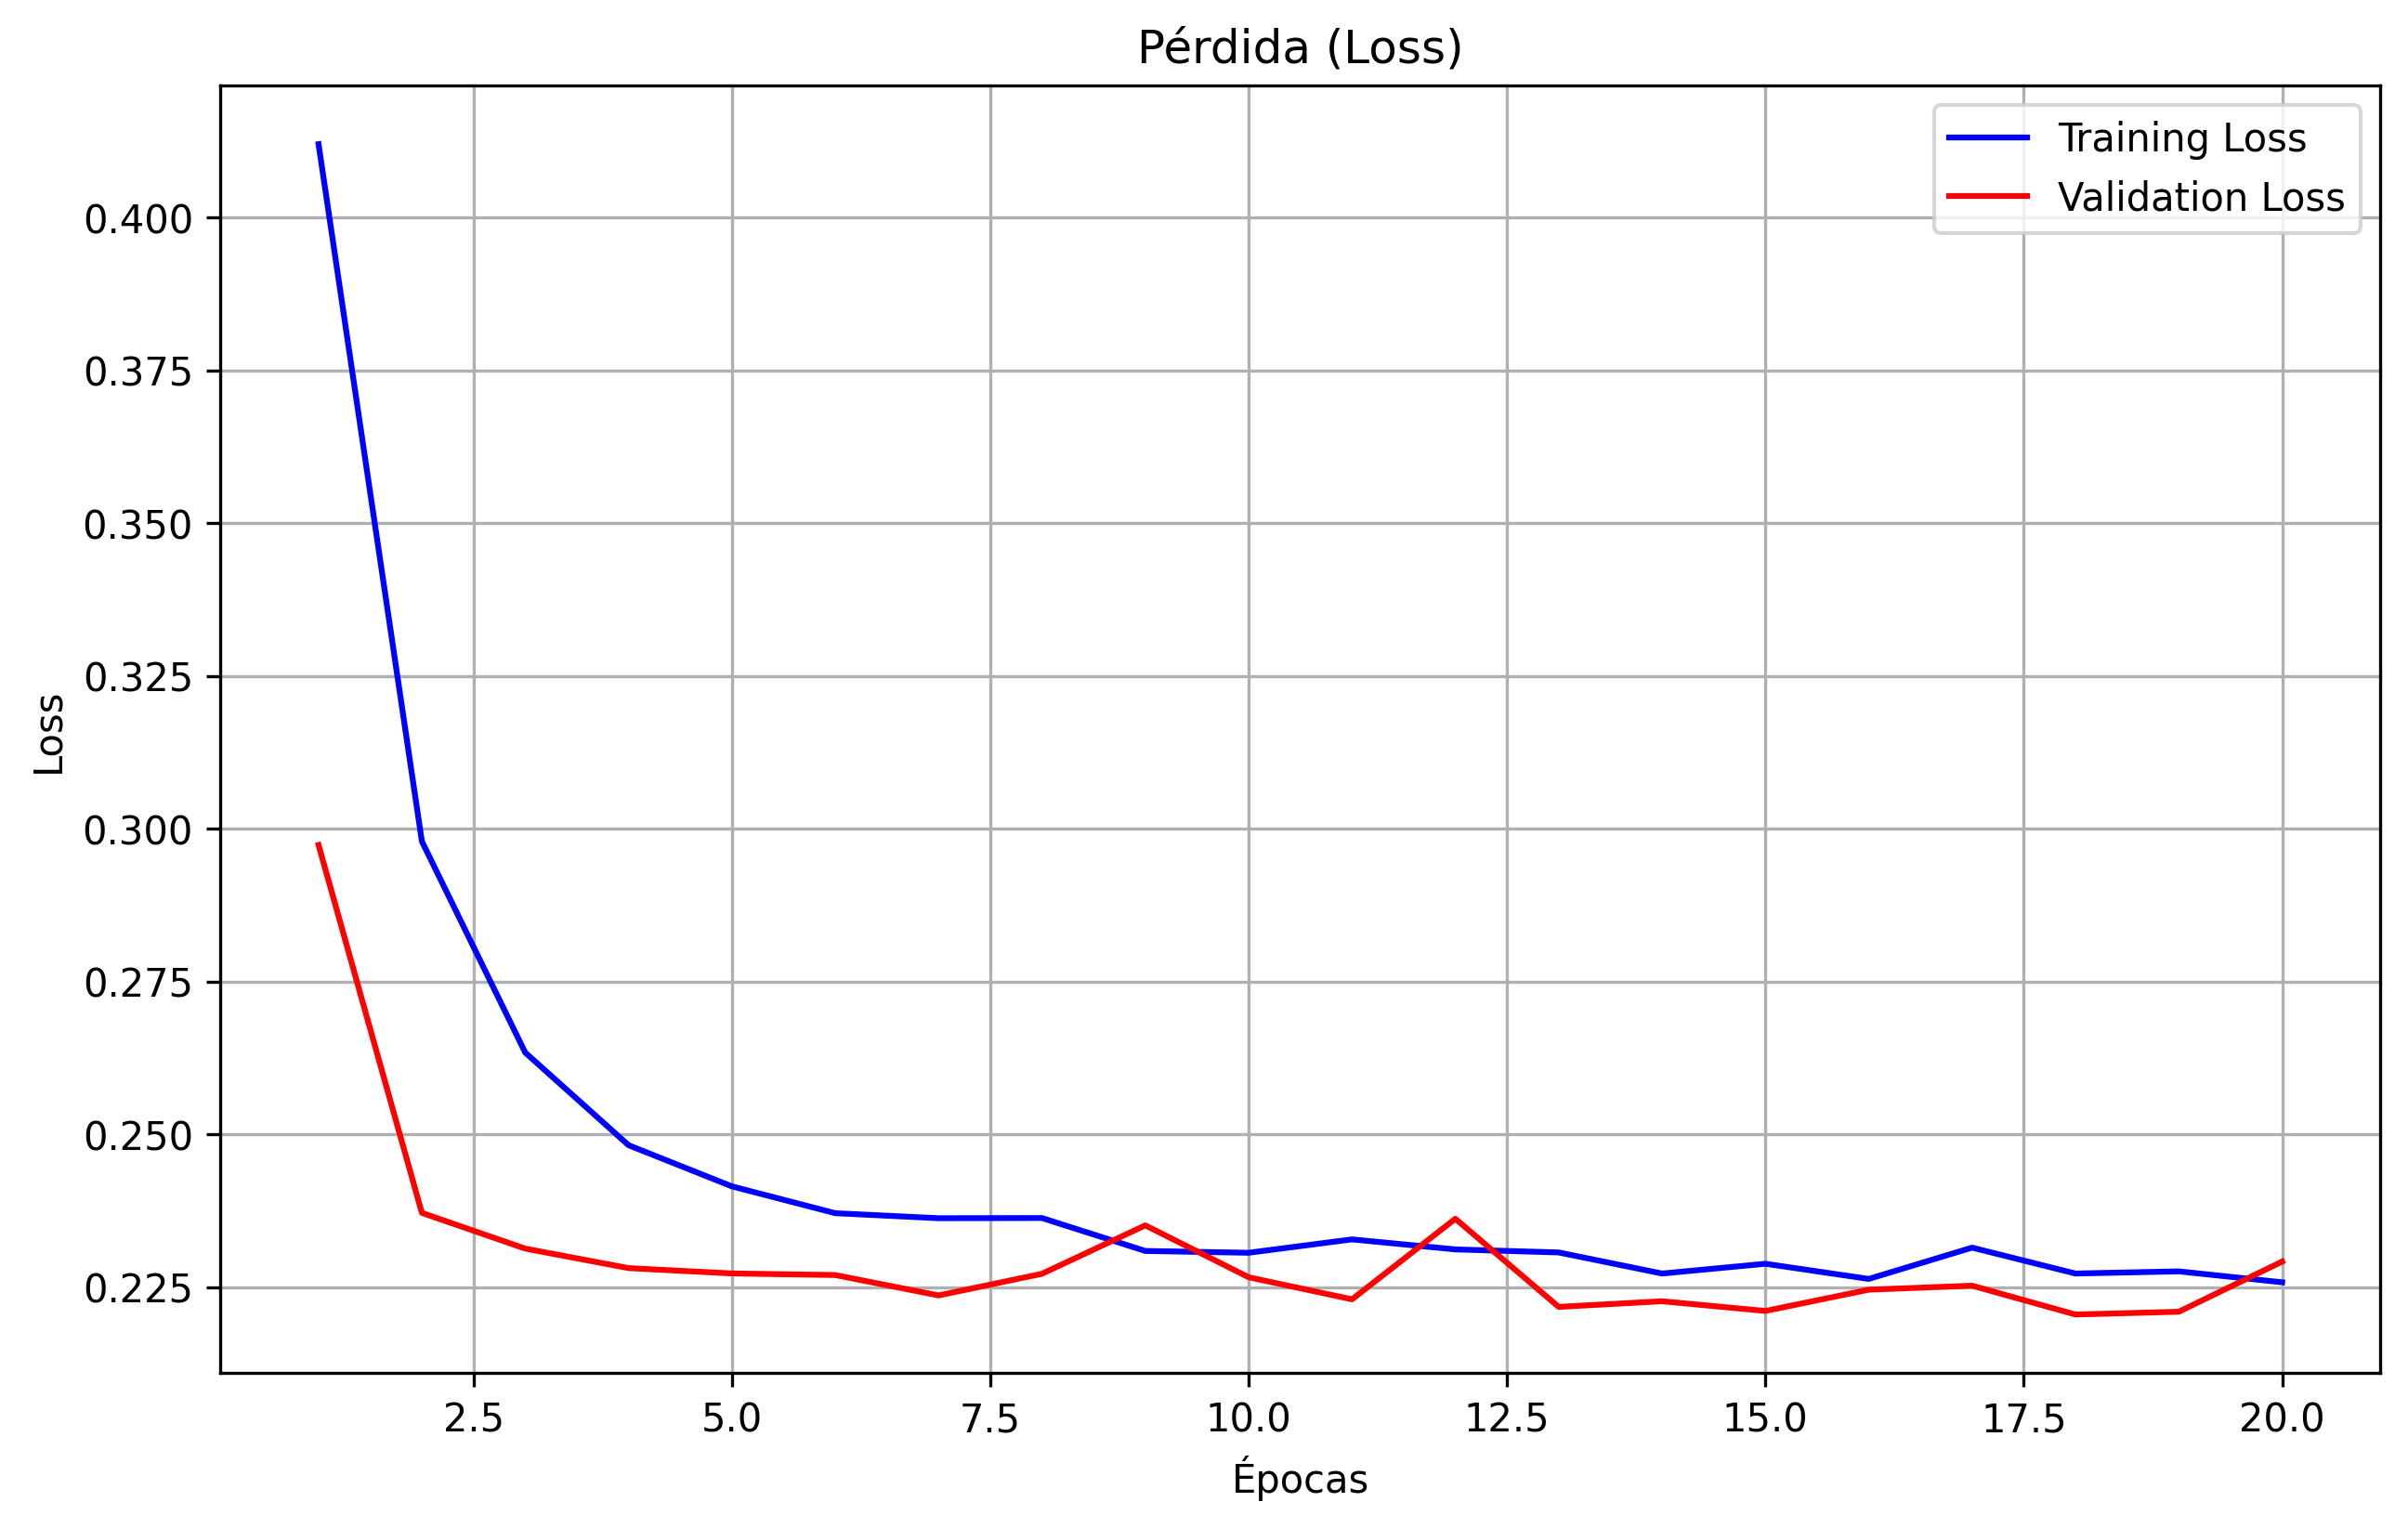 Pérdida (Loss)
Training Loss
Validation Loss
0.400
0.375
0.350
0.325
0.300
0.275
0.250
0.225
Loss
2.5 5.0 7.5 10.0 12.5 15.0 17.5 20.0
Épocas